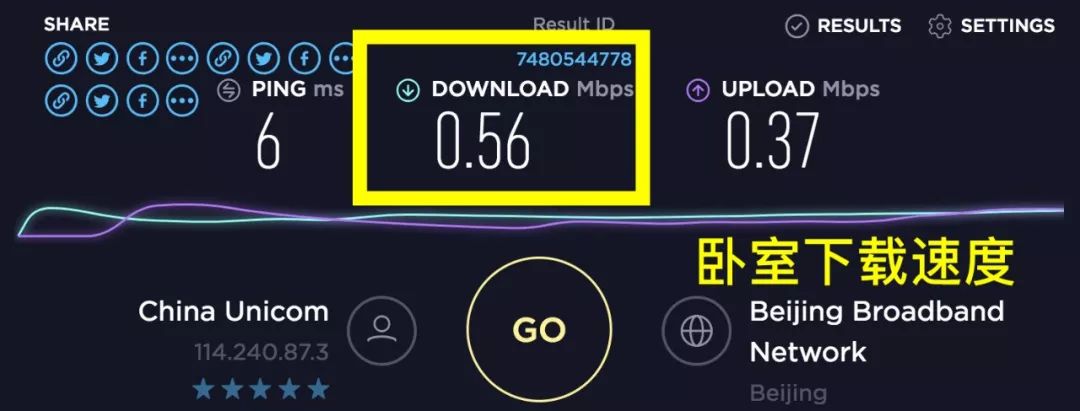 SHARE
Result ID
7480544778
RESULTS
SETTINGS
PING ms
6
DOWNLOAD Mbps
0.56
UPLOAD Mbps
0.37
卧室下载速度
China Unicom
114.240.87.3
GO
Beijing Broadband
Network
Beijing